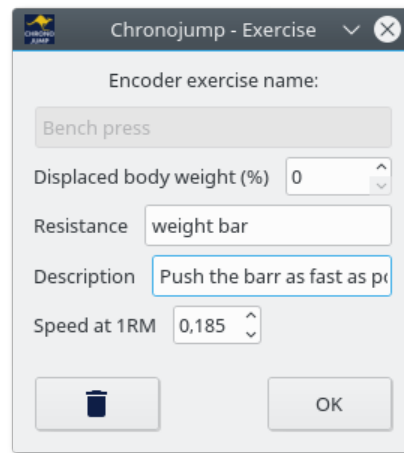 CHRONO
JUMP
Chronojump - Exercise
Encoder exercise name:
Bench press
Displaced body weight (%) 0
Resistance weight bar
Description Push the barr as fast as
Speed at 1RM 0,185
OK